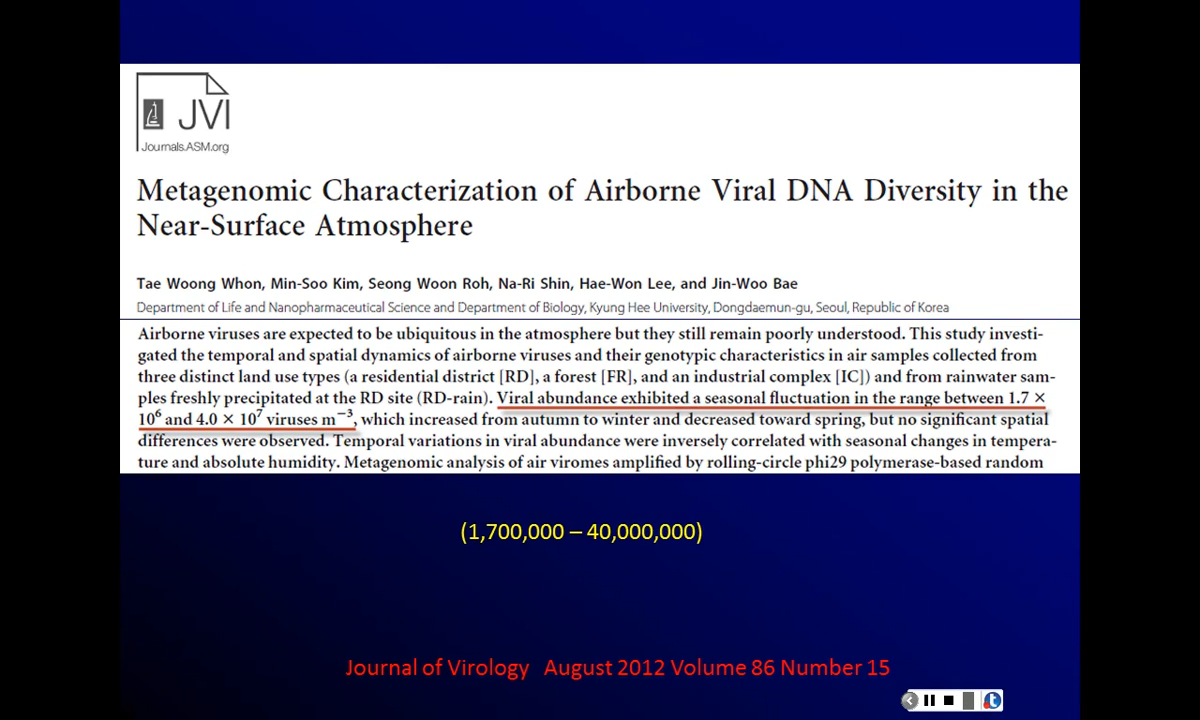 JVI
Journals.ASM.org
Metagenomic Characterization of Airborne Viral DNA Diversity in the
Near-Surface Atmosphere
Tae Woong Whon, Min-Soo Kim, Seong Woon Roh, Na-Ri Shin, Hae-Won Lee, and Jin-Woo Bae
Department of Life and Nanopharmaceutical Science and Department of Biology, Kyung Hee University, Dongdaemun-gu, Seoul, Republic of Korea
Airborne viruses are expected to be ubiquitous in the atmosphere but they still remain poorly understood. This study investi-
gated the temporal and spatial dynamics of airborne viruses and their genotypic characteristics in air samples collected from
three distinct land use types (a residential district [RD], a forest [FR], and an industrial complex [IC]) and from rainwater sam-
ples freshly precipitated at the RD site (RD-rain). Viral abundance exhibited a seasonal fluctuation in the range between 1.7 ×
10⁶ and 4.0 × 10⁷ viruses m⁻³, which increased from autumn to winter and decreased toward spring, but no significant spatial
differences were observed. Temporal variations in viral abundance were inversely correlated with seasonal changes in tempera-
ture and absolute humidity. Metagenomic analysis of air viromes amplified by rolling-circle phi29 polymerase-based random
(1,700,000 – 40,000,000)
Journal of Virology August 2012 Volume 86 Number 15